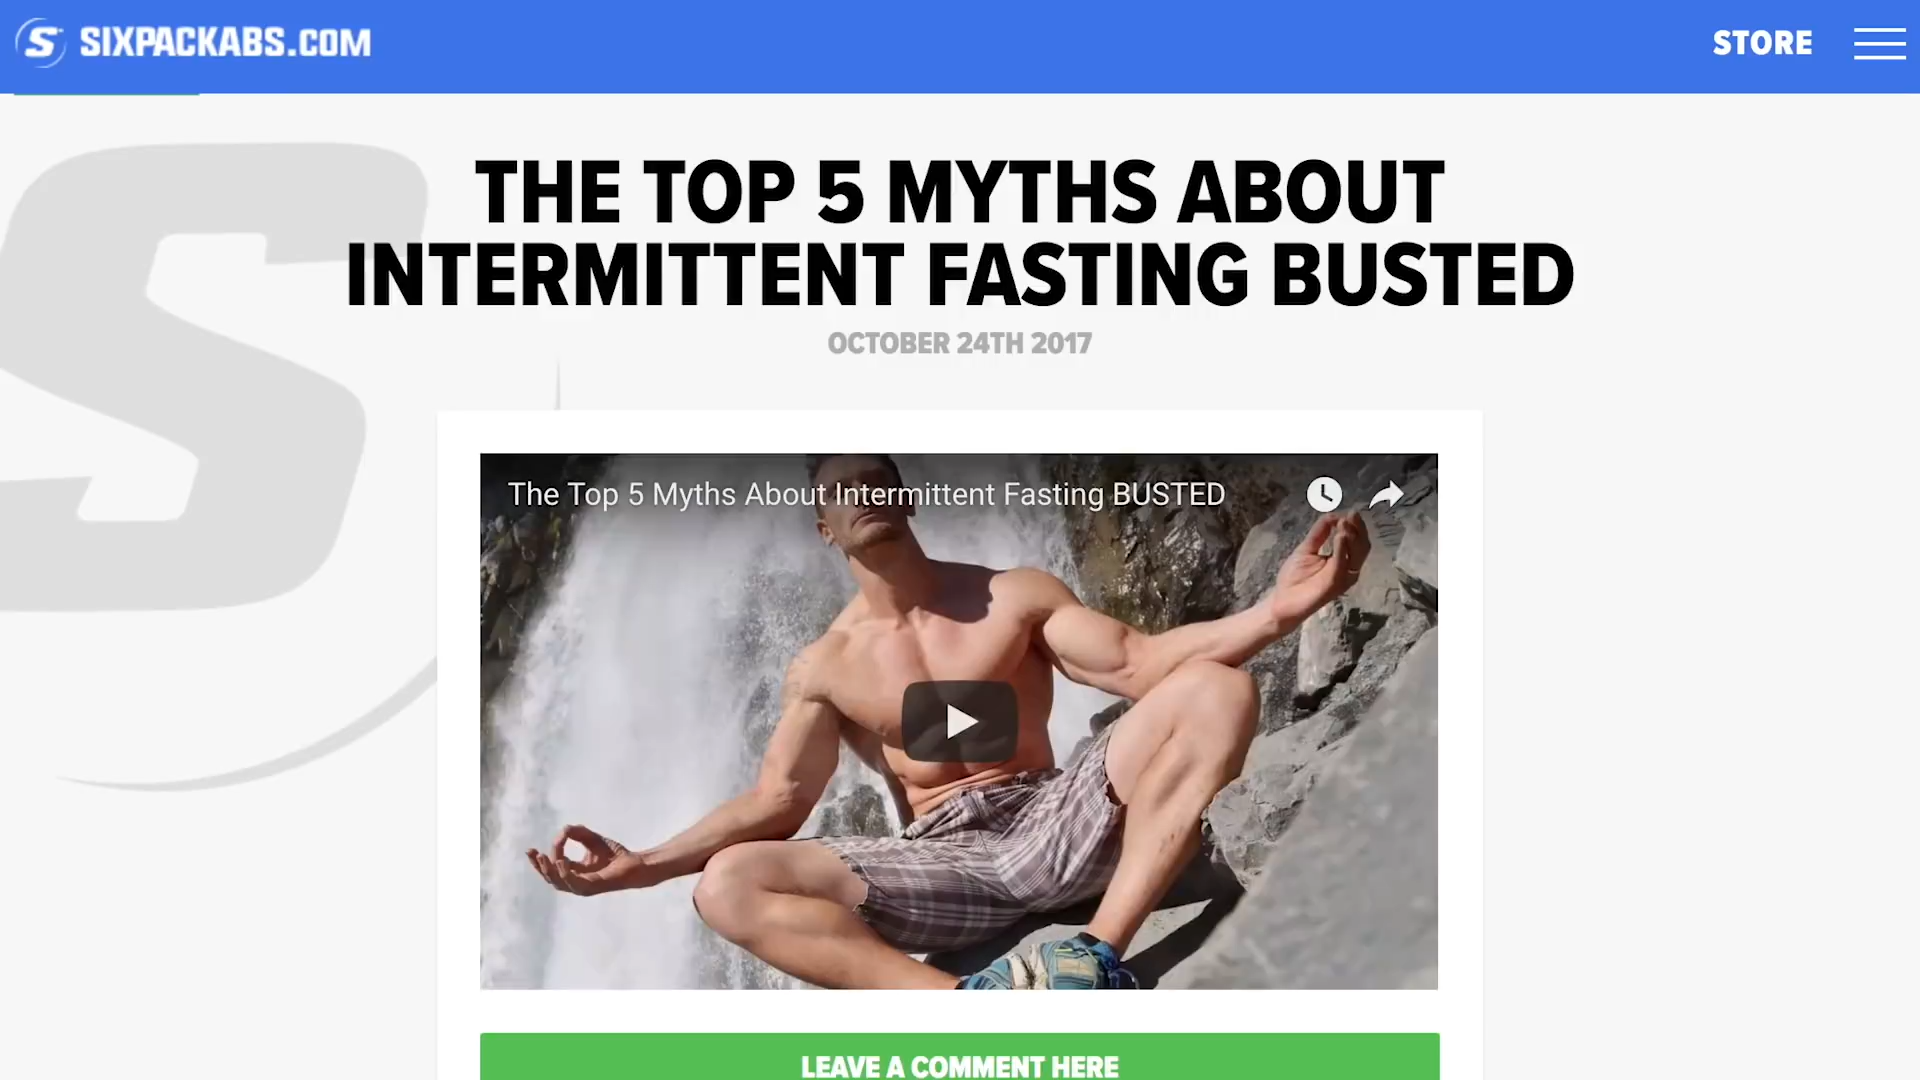 SIXPACKABS.COM
STORE
THE TOP 5 MYTHS ABOUT
INTERMITTENT FASTING BUSTED
OCTOBER 24TH 2017
The Top 5 Myths About Intermittent Fasting BUSTED
LEAVE A COMMENT HERE